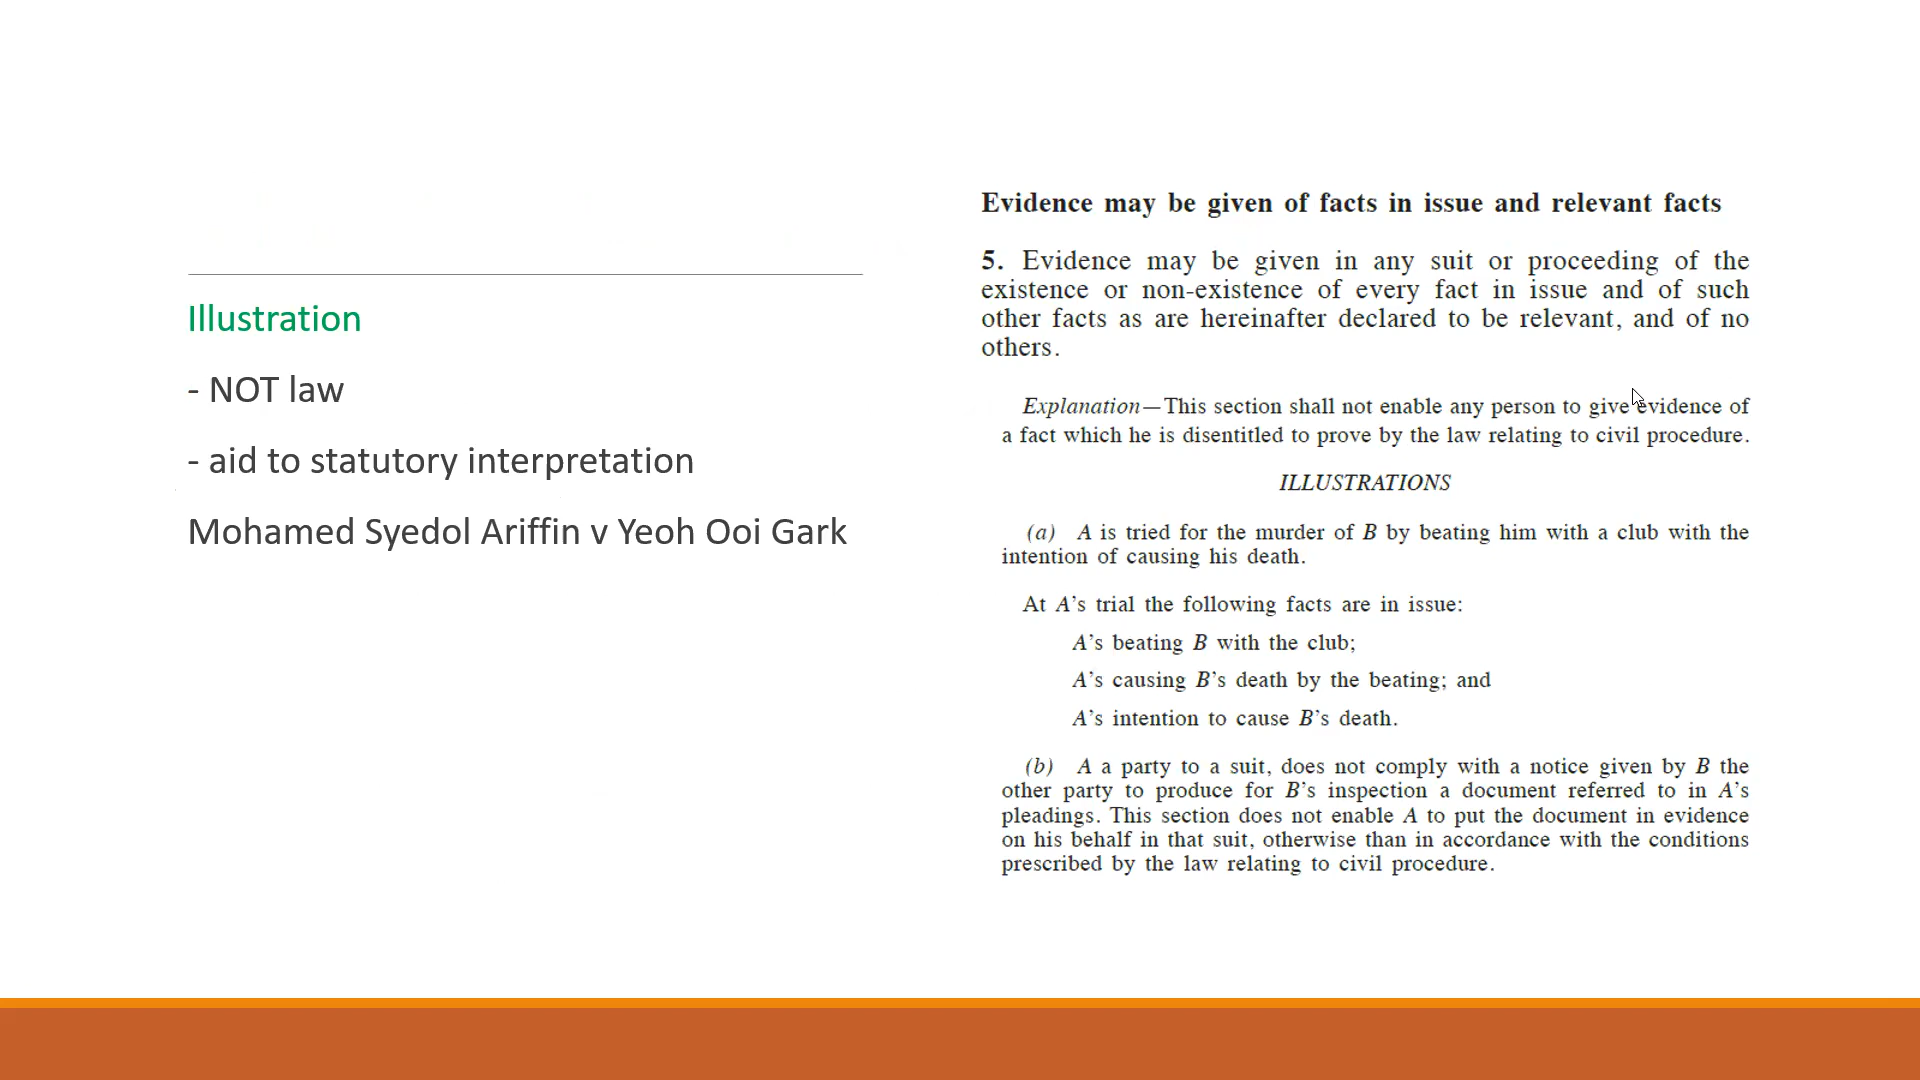 Illustration
- NOT law
- aid to statutory interpretation
Mohamed Syedol Ariffin v Yeoh Ooi Gark
Evidence may be given of facts in issue and relevant facts
5. Evidence may be given in any suit or proceeding of the
existence or non-existence of every fact in issue and of such
other facts as are hereinafter declared to be relevant, and of no
others.
Explanation—This section shall not enable any person to give evidence of
a fact which he is disentitled to prove by the law relating to civil procedure.
ILLUSTRATIONS
(a) A is tried for the murder of B by beating him with a club with the
intention of causing his death.
At A's trial the following facts are in issue:
A's beating B with the club;
A's causing B's death by the beating; and
A's intention to cause B's death.
(b) A a party to a suit, does not comply with a notice given by B the
other party to produce for B's inspection a document referred to in A's
pleadings. This section does not enable A to put the document in evidence
on his behalf in that suit, otherwise than in accordance with the conditions
prescribed by the law relating to civil procedure.